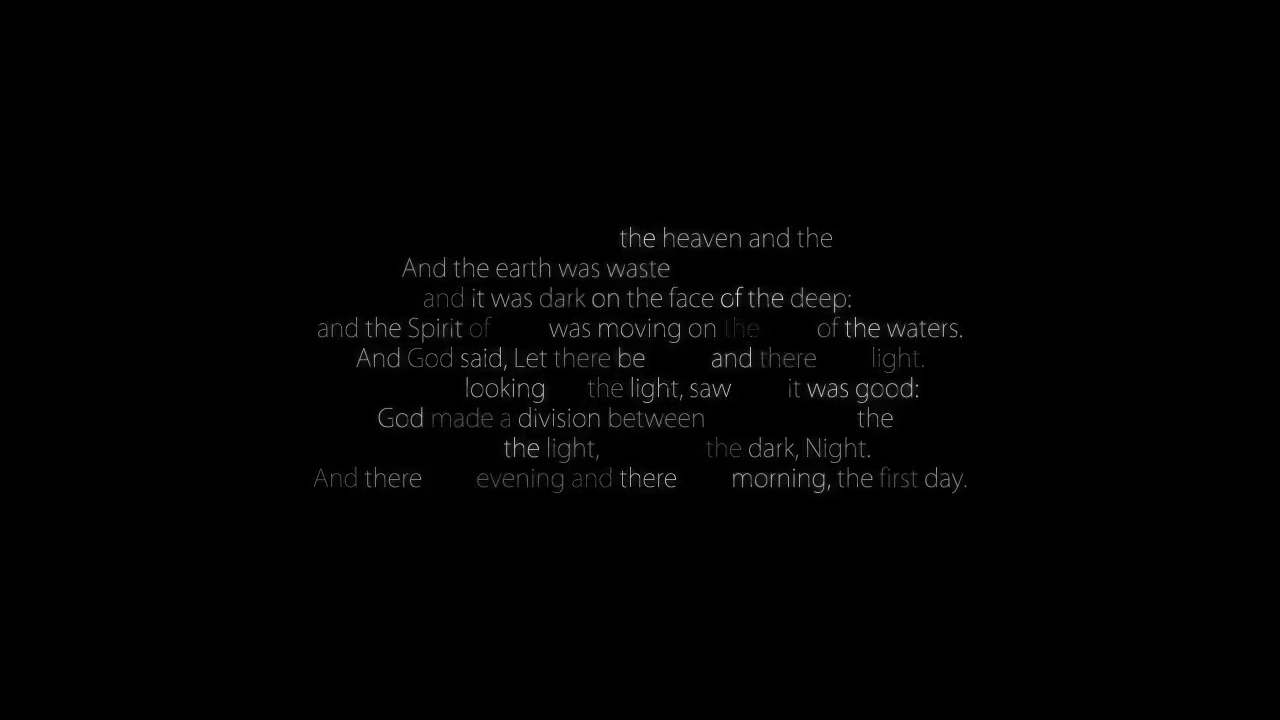 the heaven and the
And the earth was waste
and it was dark on the face of the deep:
and the Spirit of was moving on the of the waters.
And God said, Let there be and there light.
looking the light, saw it was good:
God made a division between the
the light, the dark, Night.
And there evening and there morning, the first day.